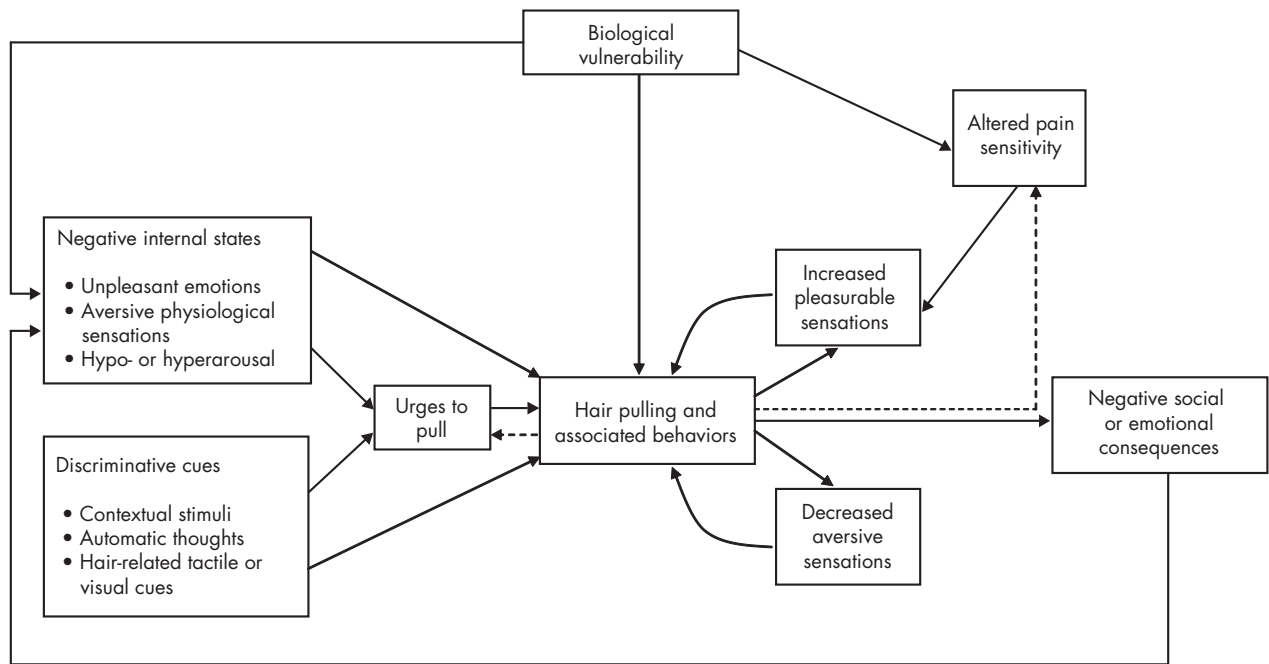 Biological
vulnerability
Altered pain
sensitivity
Negative internal states
• Unpleasant emotions
• Aversive physiological
sensations
• Hypo- or hyperarousal
Increased
pleasurable
sensations
Urges to
pull
Hair pulling and
associated behaviors
Negative social
or emotional
consequences
Discriminative cues
• Contextual stimuli
• Automatic thoughts
• Hair-related tactile or
visual cues
Decreased
aversive
sensations